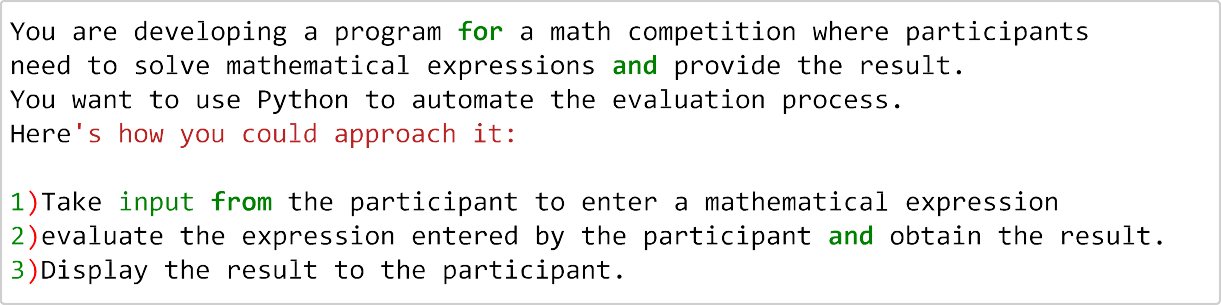 You are developing a program for a math competition where participants
need to solve mathematical expressions and provide the result.
You want to use Python to automate the evaluation process.
Here's how you could approach it:
1)Take input from the participant to enter a mathematical expression
2)evaluate the expression entered by the participant and obtain the result.
3)Display the result to the participant.